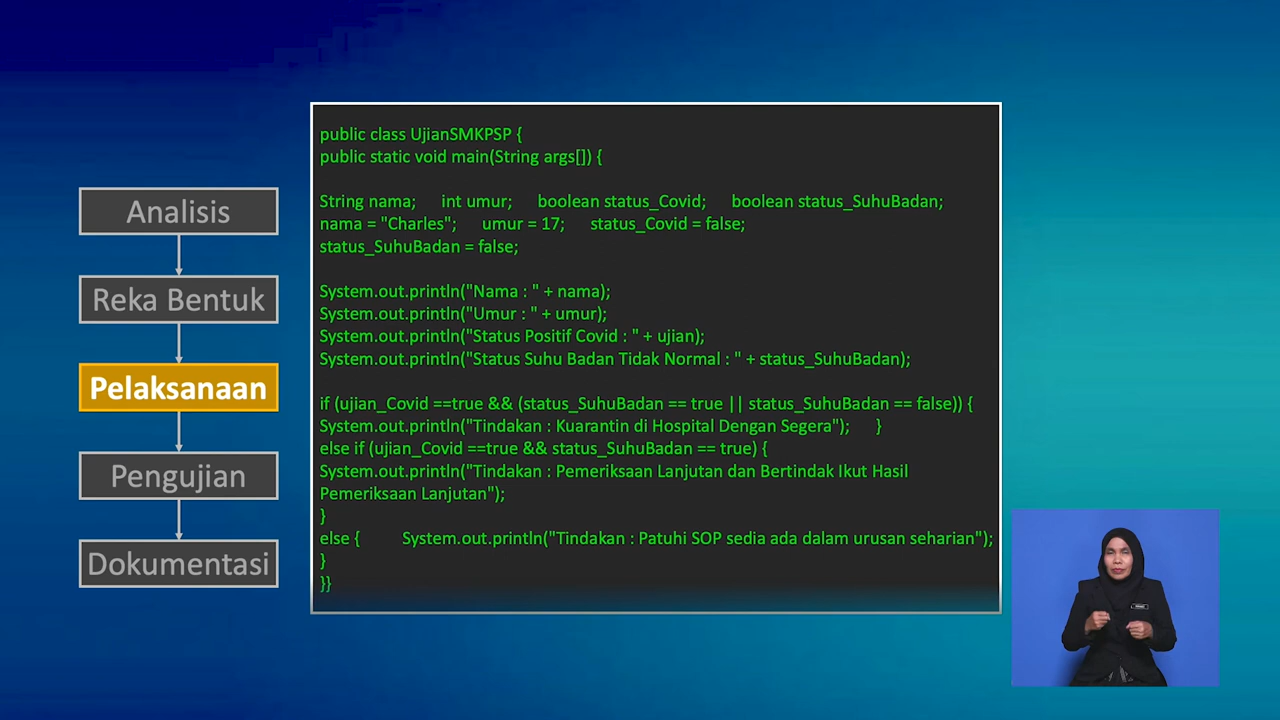 Analisis
Reka Bentuk
Pelaksanaan
Pengujian
Dokumentasi
public class UjianSMKPSP {
public static void main(String args[]) {
String nama; int umur; boolean status_Covid; boolean status_SuhuBadan;
nama = "Charles"; umur = 17; status_Covid = false;
status_SuhuBadan = false;
System.out.println("Nama : " + nama);
System.out.println("Umur : " + umur);
System.out.println("Status Positif Covid : " + ujian);
System.out.println("Status Suhu Badan Tidak Normal : " + status_SuhuBadan);
if (ujian_Covid ==true && (status_SuhuBadan == true || status_SuhuBadan == false)) {
System.out.println("Tindakan : Kuarantin di Hospital Dengan Segera"); }
else if (ujian_Covid ==true && status_SuhuBadan == true) {
System.out.println("Tindakan : Pemeriksaan Lanjutan dan Bertindak Ikut Hasil
Pemeriksaan Lanjutan");
}
else { System.out.println("Tindakan : Patuhi SOP sedia ada dalam urusan seharian");
}
}}